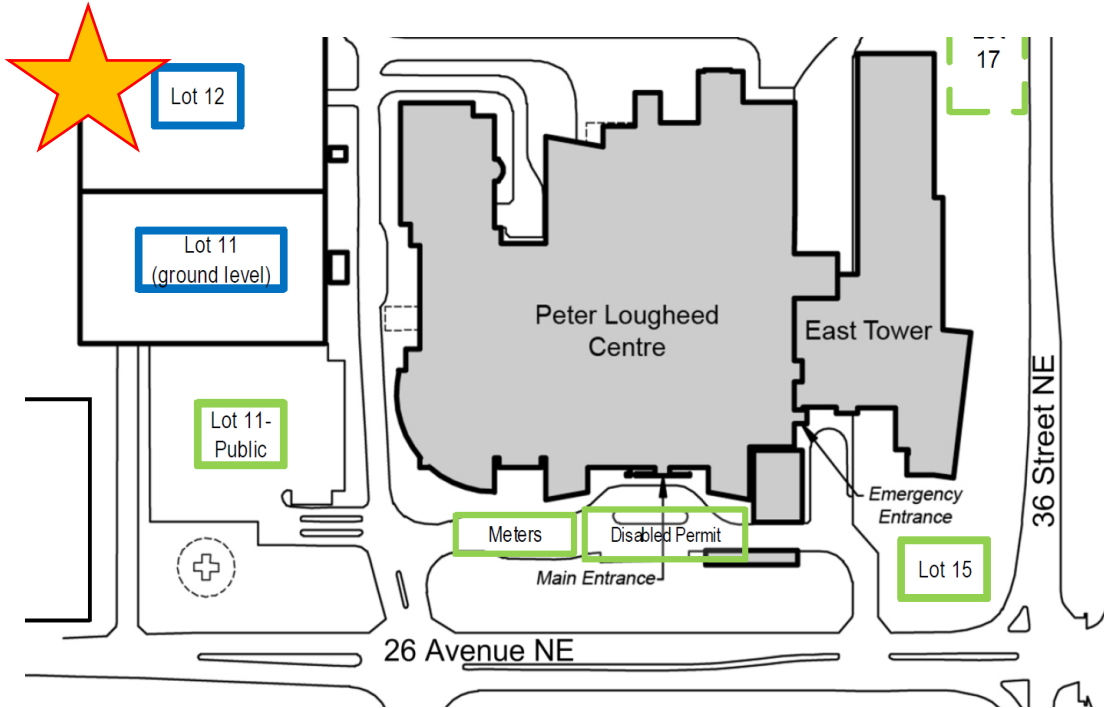 Lot
17
Lot 12
Lot 11
(ground level)
Peter Lougheed
Centre
East Tower
Lot 11-
Public
36 Street NE
Emergency
Entrance
Meters
Disabled Permit
Main Entrance
Lot 15
26 Avenue NE